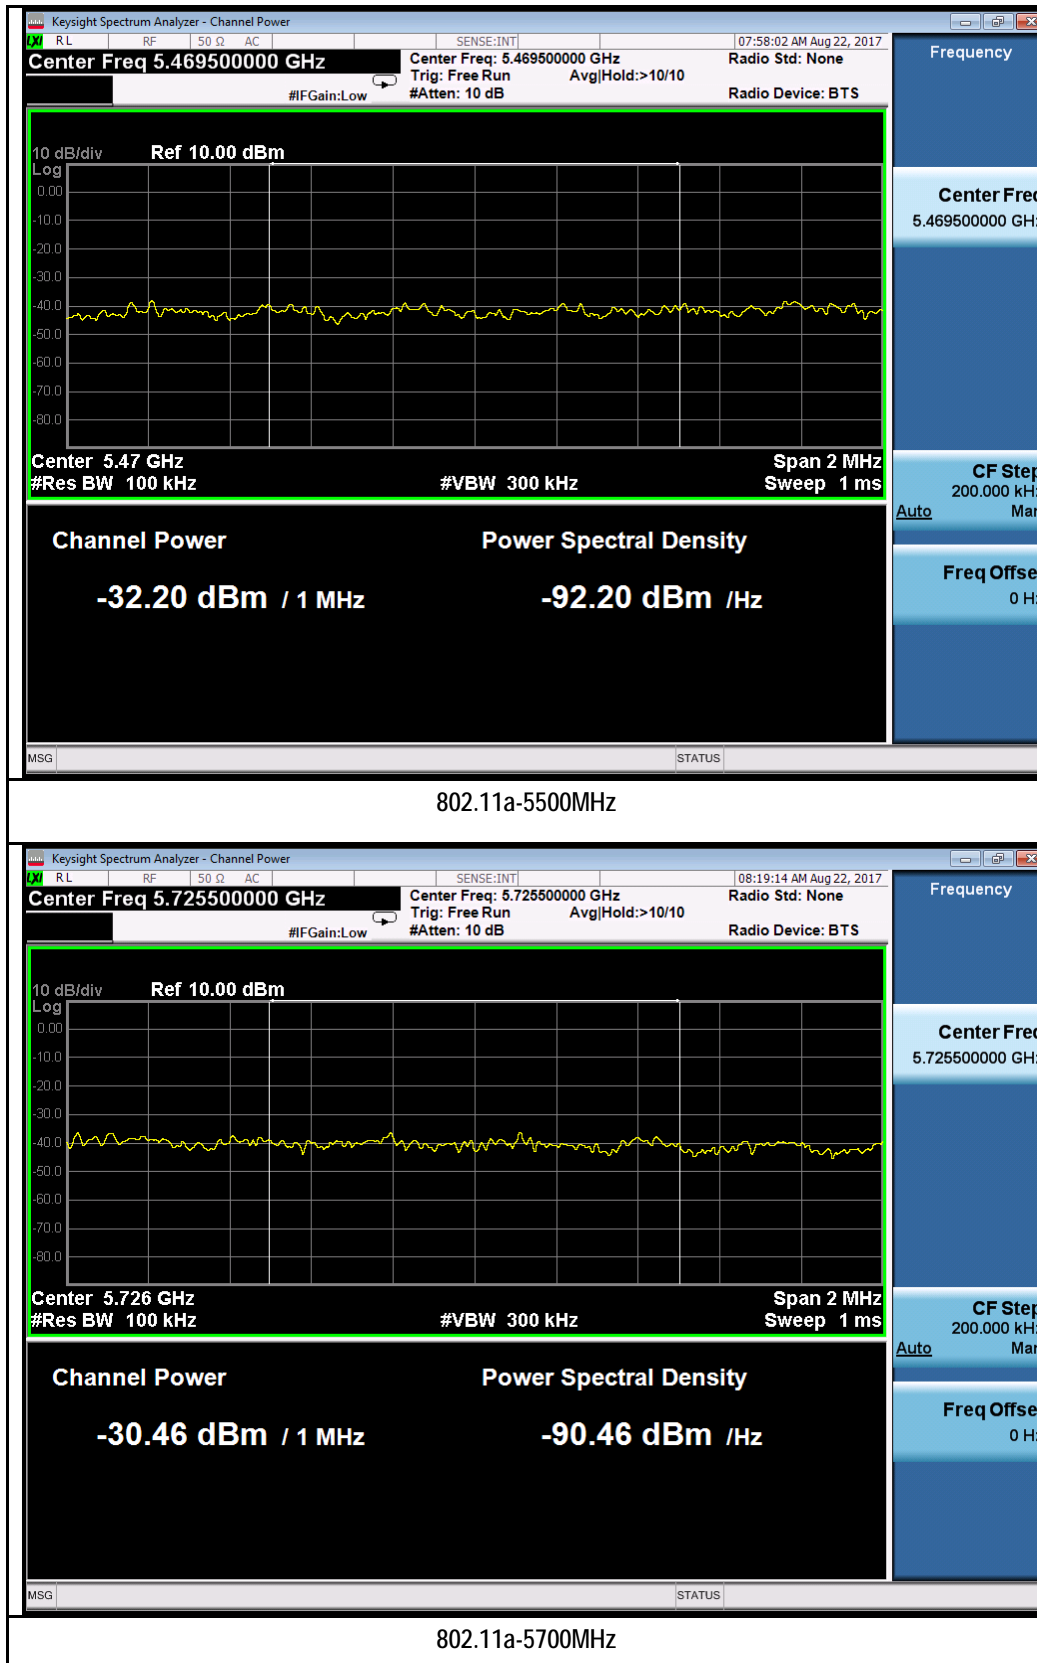 Keysight Spectrum Analyzer - Channel Power
LXI RL RF 50 Ω AC SENSE:INT 07:58:02 AM Aug 22, 2017
Center Freq 5.469500000 GHz
Center Freq: 5.469500000 GHz Radio Std: None
Trig: Free Run Avg|Hold:>10/10
#IFGain:Low #Atten: 10 dB Radio Device: BTS
Frequency
10 dB/div Ref 10.00 dBm
Log
0.00
-10.0
-20.0
-30.0
-40.0
-50.0
-60.0
-70.0
-80.0
Center 5.47 GHz Span 2 MHz
#Res BW 100 kHz #VBW 300 kHz Sweep 1 ms
Center Freq
5.469500000 GHz
CF Step
200.000 kHz
Auto Man
Freq Offse
0 Hz
Channel Power Power Spectral Density
-32.20 dBm / 1 MHz -92.20 dBm /Hz
MSG STATUS
802.11a-5500MHz
Keysight Spectrum Analyzer - Channel Power
LXI RL RF 50 Ω AC SENSE:INT 08:19:14 AM Aug 22, 2017
Center Freq 5.725500000 GHz
Center Freq: 5.725500000 GHz Radio Std: None
Trig: Free Run Avg|Hold:>10/10
#IFGain:Low #Atten: 10 dB Radio Device: BTS
Frequency
10 dB/div Ref 10.00 dBm
Log
0.00
-10.0
-20.0
-30.0
-40.0
-50.0
-60.0
-70.0
-80.0
Center 5.726 GHz Span 2 MHz
#Res BW 100 kHz #VBW 300 kHz Sweep 1 ms
Center Freq
5.725500000 GHz
CF Step
200.000 kHz
Auto Man
Freq Offse
0 Hz
Channel Power Power Spectral Density
-30.46 dBm / 1 MHz -90.46 dBm /Hz
MSG STATUS
802.11a-5700MHz